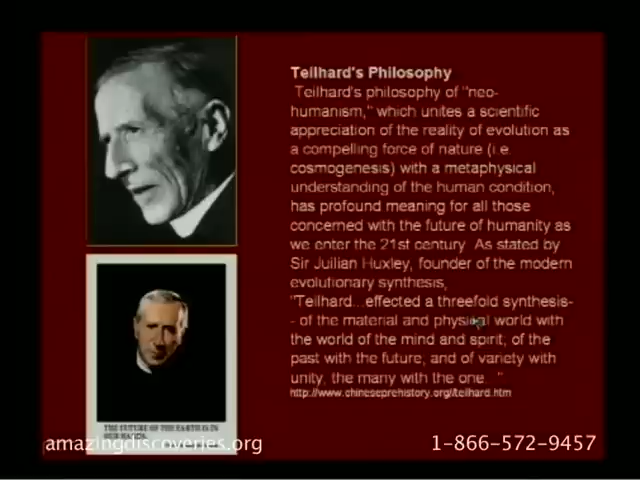 Teilhard's Philosophy
Teilhard's philosophy of "neo-
humanism," which unites a scientific
appreciation of the reality of evolution as
a compelling force of nature (i.e.
cosmogenesis) with a metaphysical
understanding of the human condition,
has profound meaning for all those
concerned with the future of humanity as
we enter the 21st century. As stated by
Sir Juilian Huxley, founder of the modern
evolutionary synthesis,
"Teilhard...effected a threefold synthesis-
- of the material and physical world with
the world of the mind and spirit; of the
past with the future; and of variety with
unity, the many with the one..."
http://www.chineseprehistory.org/teilhard.htm
THE FUTURE OF THE EARTH IS IN
OUR HANDS
amazingdiscoveries.org
1-866-572-9457